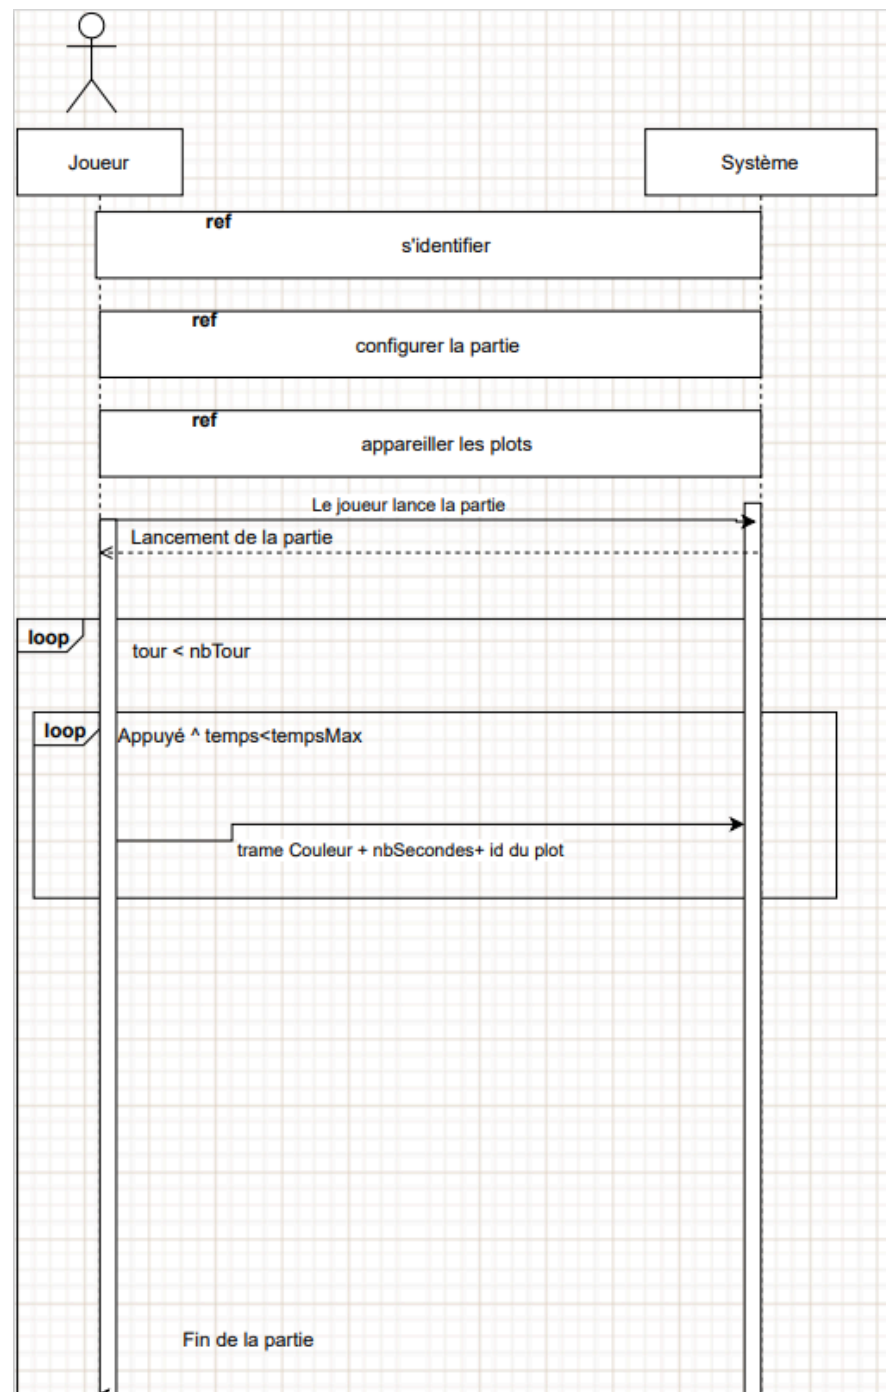 Joueur
Système
ref
s'identifier
ref
configurer la partie
ref
appareiller les plots
Le joueur lance la partie
Lancement de la partie
loop
tour < nbTour
loop
Appuyé ^ temps<tempsMax
trame Couleur + nbSecondes+ id du plot
Fin de la partie